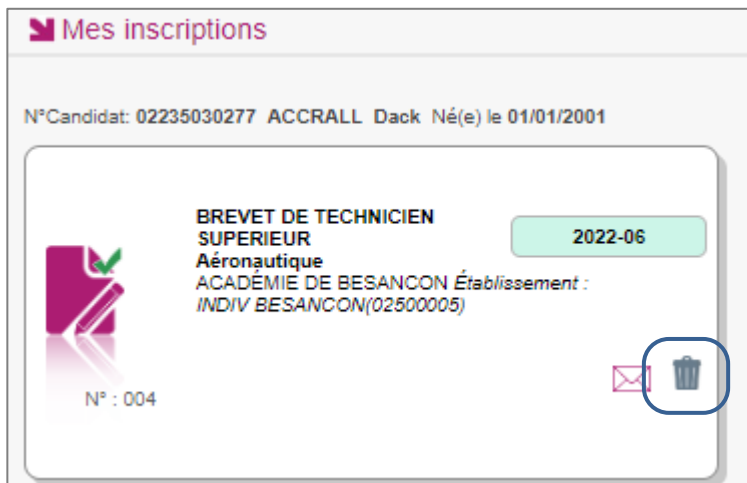 Mes inscriptions
N°Candidat: 02235030277 ACCRALL Dack Né(e) le 01/01/2001
BREVET DE TECHNICIEN
SUPERIEUR
2022-06
Aéronautique
ACADÉMIE DE BESANCON Établissement :
INDIV BESANCON(02500005)
N° : 004